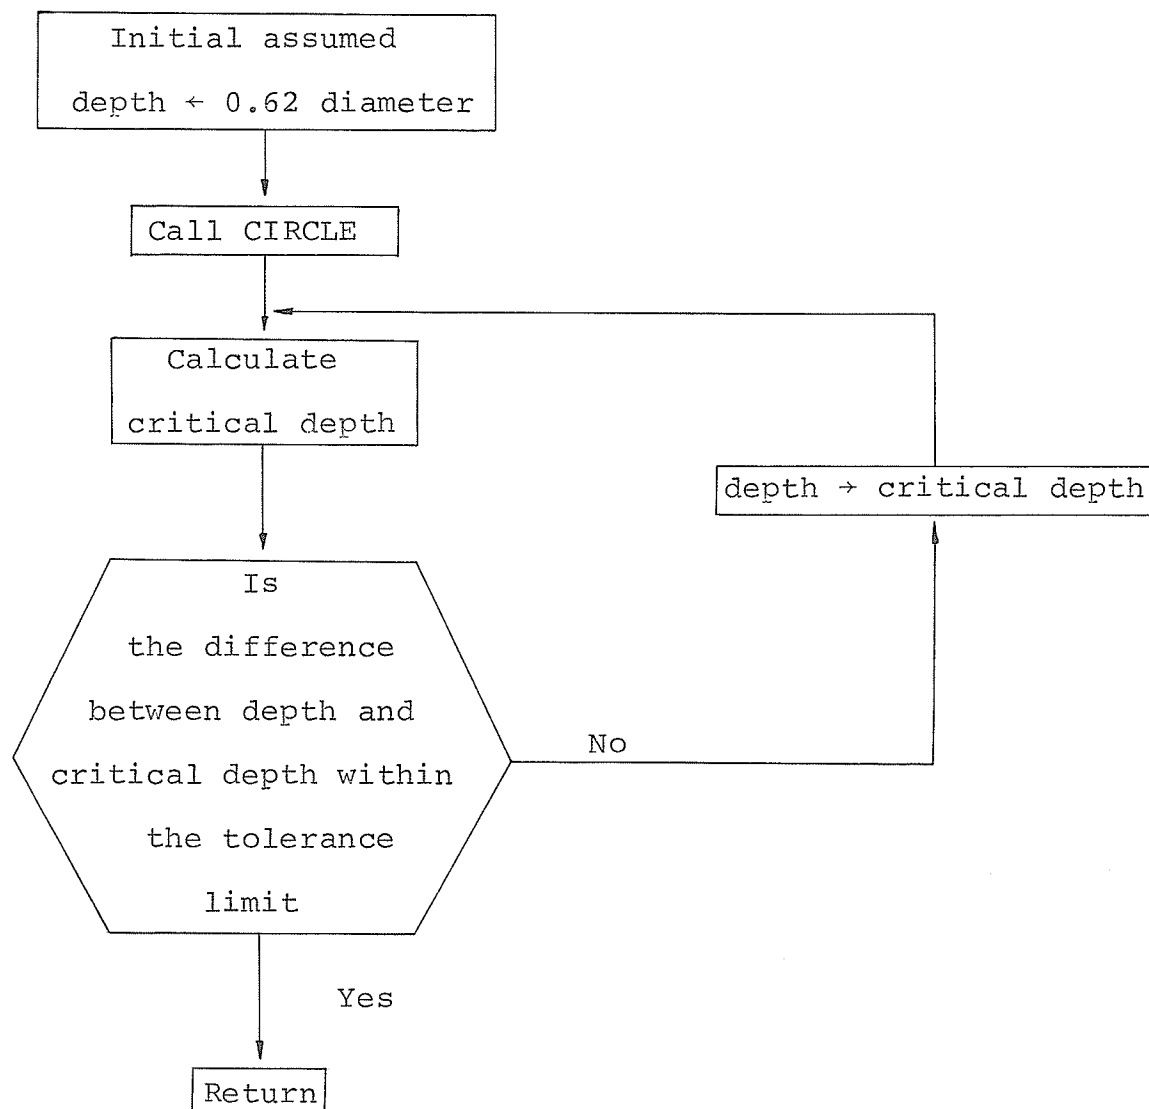 Initial assumed
depth ← 0.62 diameter
Call CIRCLE
Calculate
critical depth
depth → critical depth
Is
the difference
between depth and
critical depth within
the tolerance
limit
No
Yes
Return